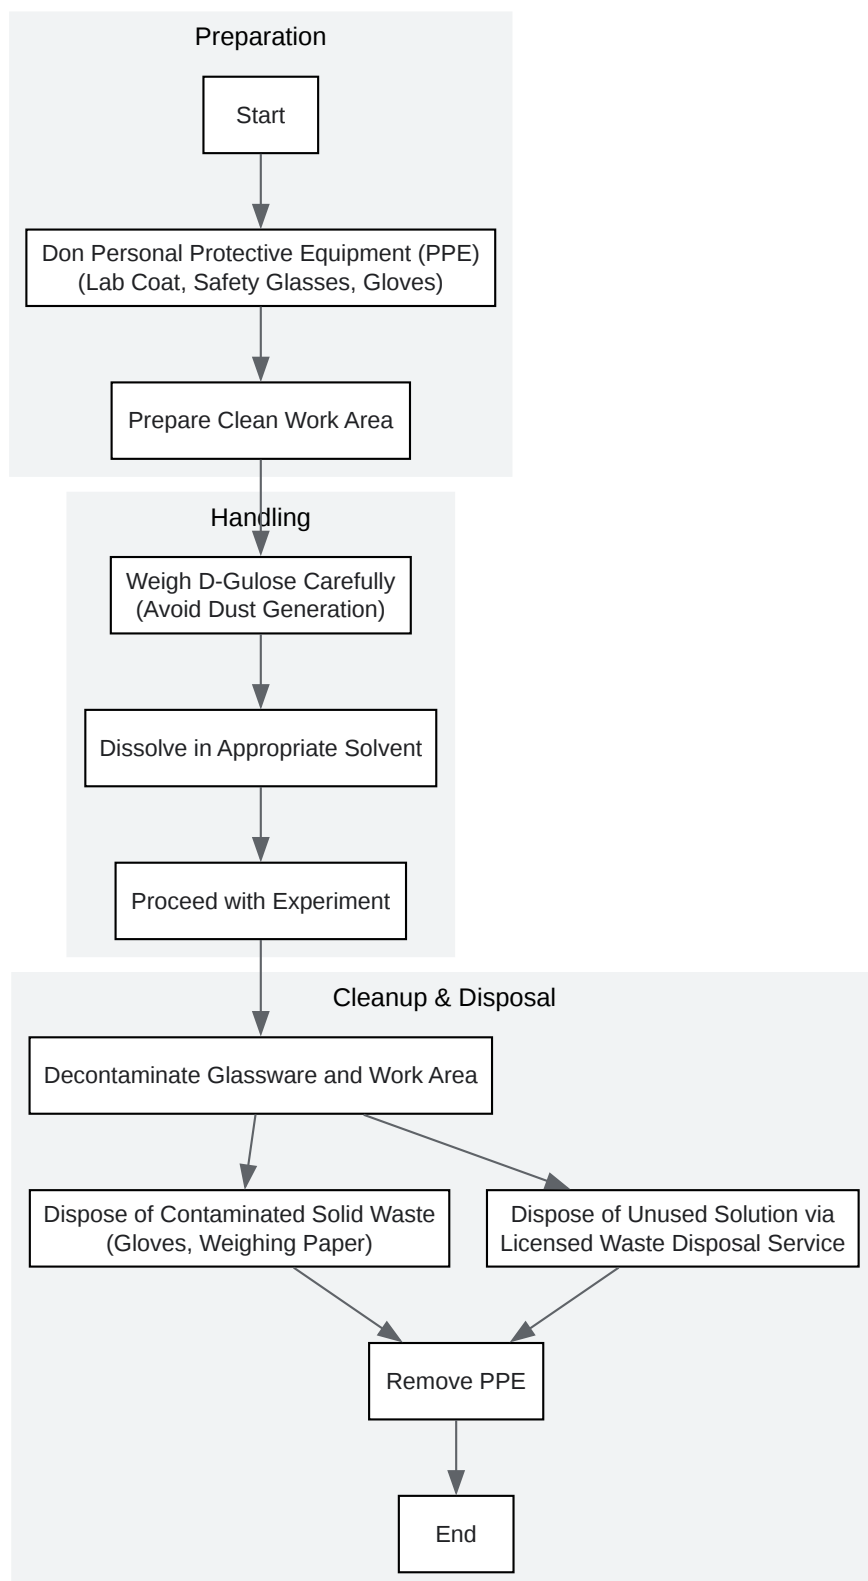 Preparation
Start
Don Personal Protective Equipment (PPE)
(Lab Coat, Safety Glasses, Gloves)
Prepare Clean Work Area
Handling
Weigh D-Gulose Carefully
(Avoid Dust Generation)
Dissolve in Appropriate Solvent
Proceed with Experiment
Cleanup & Disposal
Decontaminate Glassware and Work Area
Dispose of Contaminated Solid Waste
(Gloves, Weighing Paper)
Dispose of Unused Solution via
Licensed Waste Disposal Service
Remove PPE
End